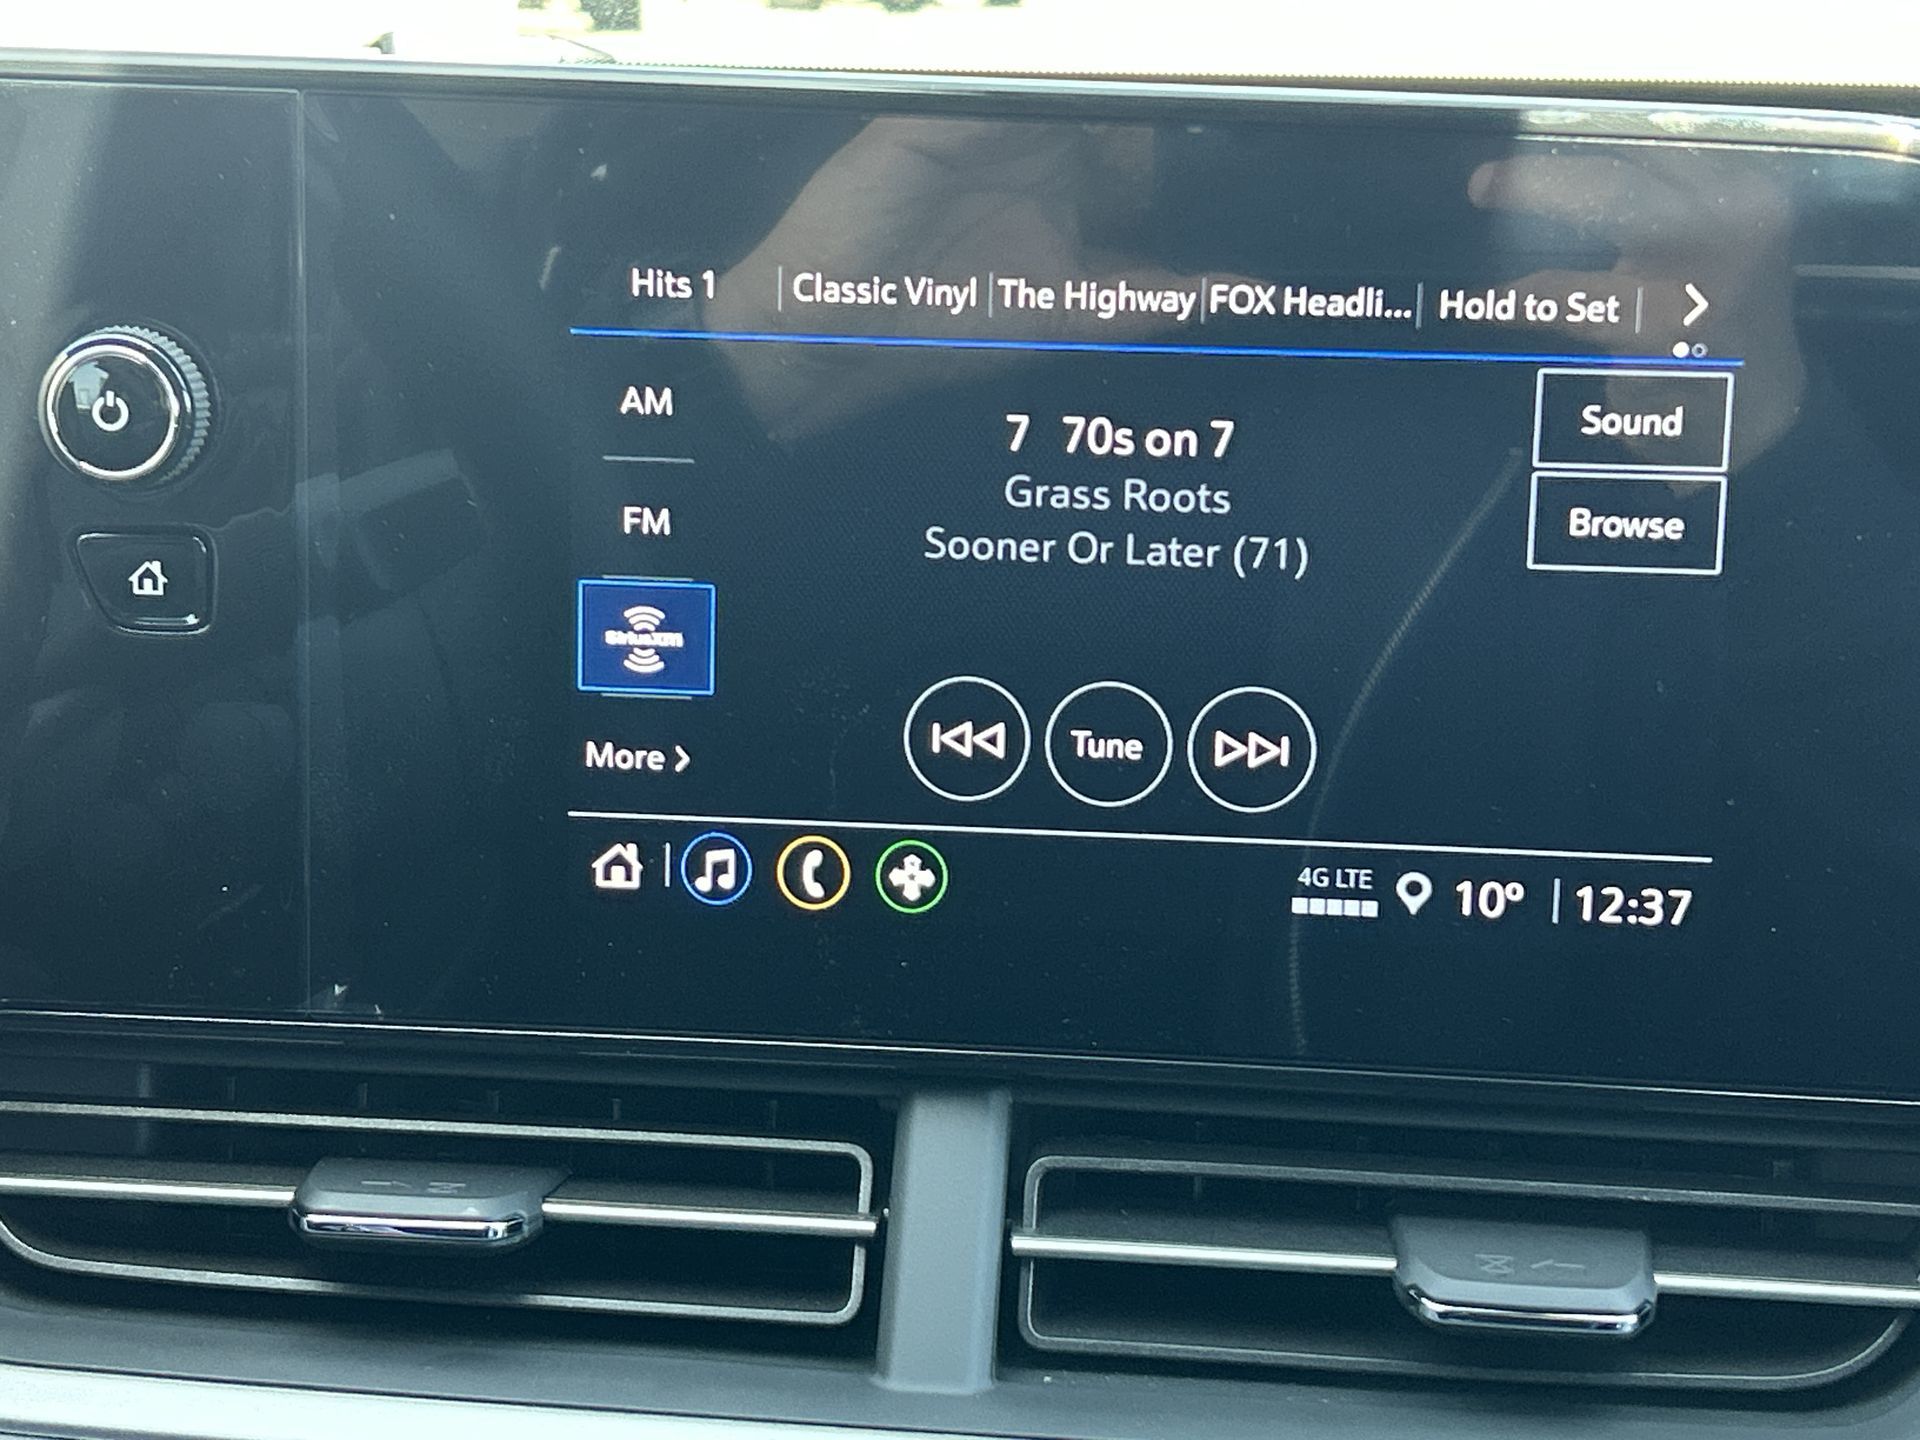 Hits 1 Classic Vinyl The Highway FOX Headli... Hold to Set
AM
7 70s on 7
Sound
Grass Roots
FM
Sooner Or Later (71)
Browse
SiriusXM
More
Tune
4G LTE
10° 12:37